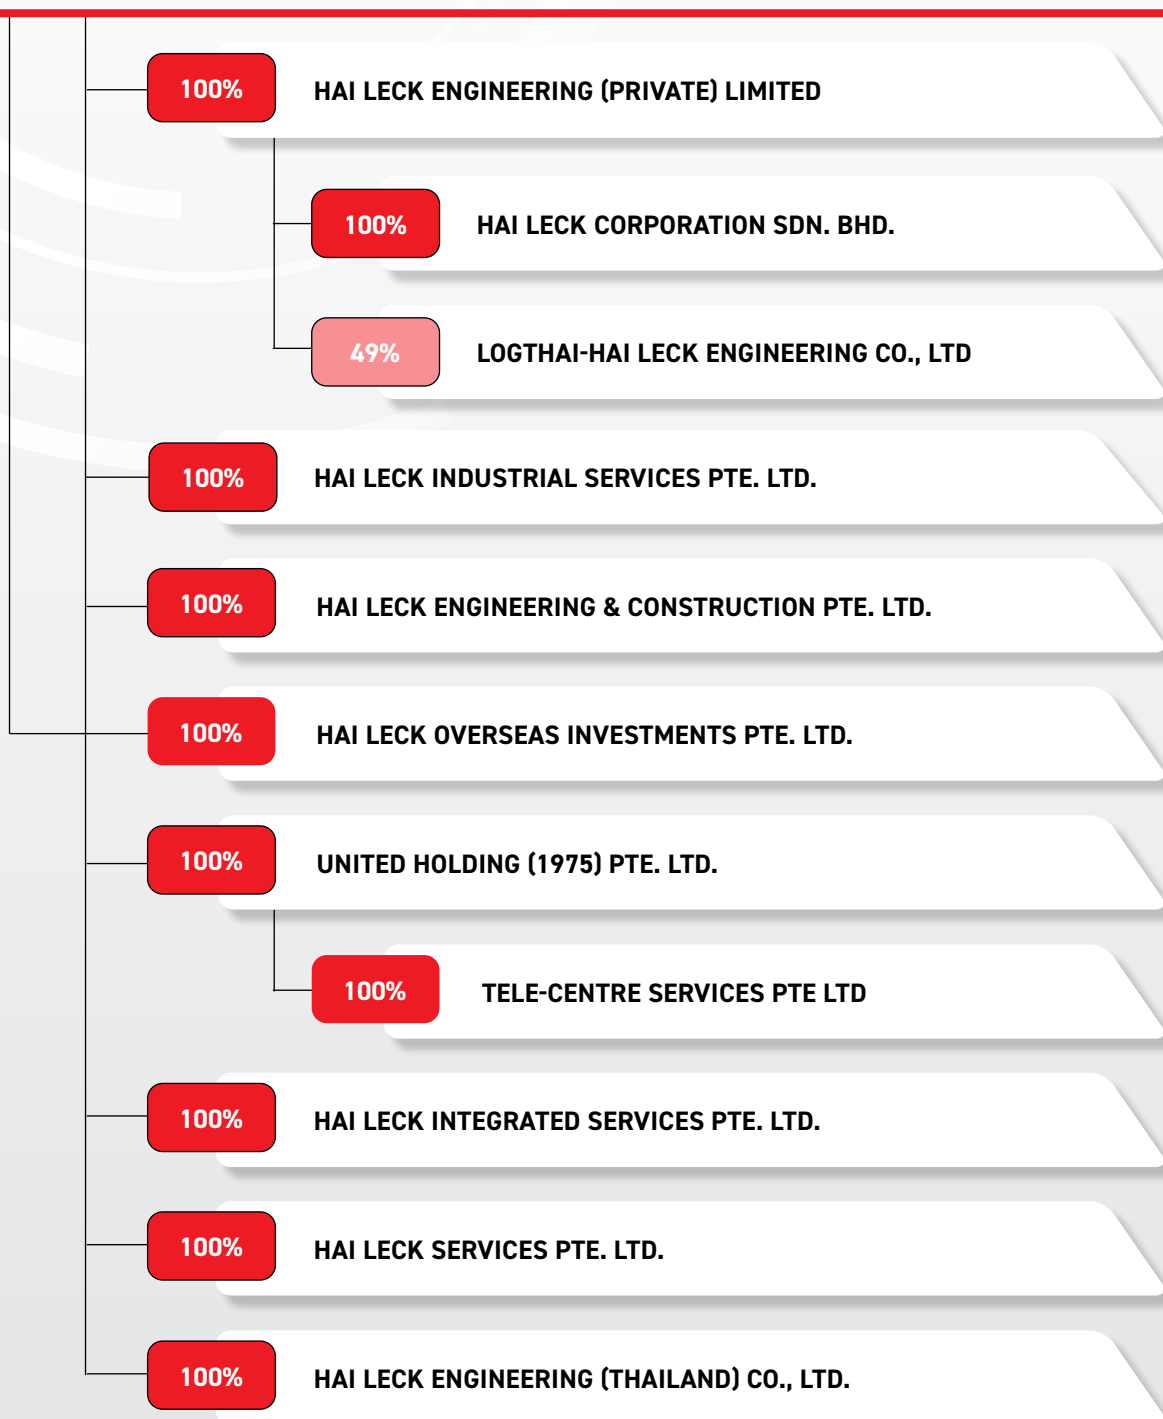 100% HAI LECK ENGINEERING (PRIVATE) LIMITED
100% HAI LECK CORPORATION SDN. BHD.
49% LOGTHAI-HAI LECK ENGINEERING CO., LTD
100% HAI LECK INDUSTRIAL SERVICES PTE. LTD.
100% HAI LECK ENGINEERING & CONSTRUCTION PTE. LTD.
100% HAI LECK OVERSEAS INVESTMENTS PTE. LTD.
100% UNITED HOLDING (1975) PTE. LTD.
100% TELE-CENTRE SERVICES PTE LTD
100% HAI LECK INTEGRATED SERVICES PTE. LTD.
100% HAI LECK SERVICES PTE. LTD.
100% HAI LECK ENGINEERING (THAILAND) CO., LTD.